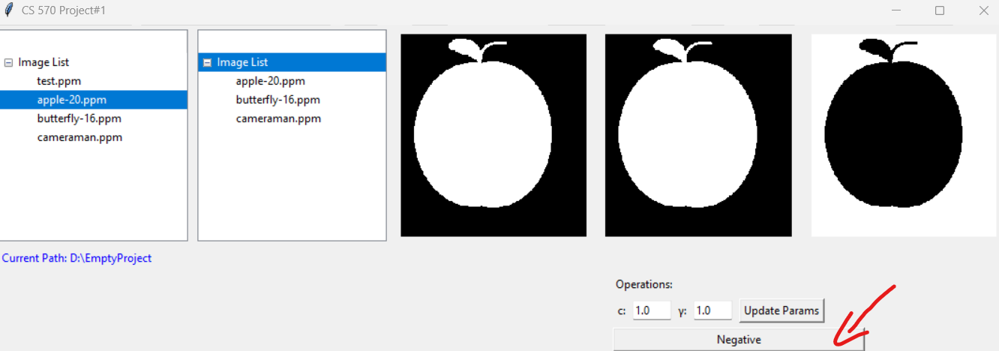 CS 570 Project#1
Image List
test.ppm
apple-20.ppm
butterfly-16.ppm
cameraman.ppm
Image List
apple-20.ppm
butterfly-16.ppm
cameraman.ppm
Current Path: D:\EmptyProject
Operations:
c: 1.0 γ: 1.0 Update Params
Negative